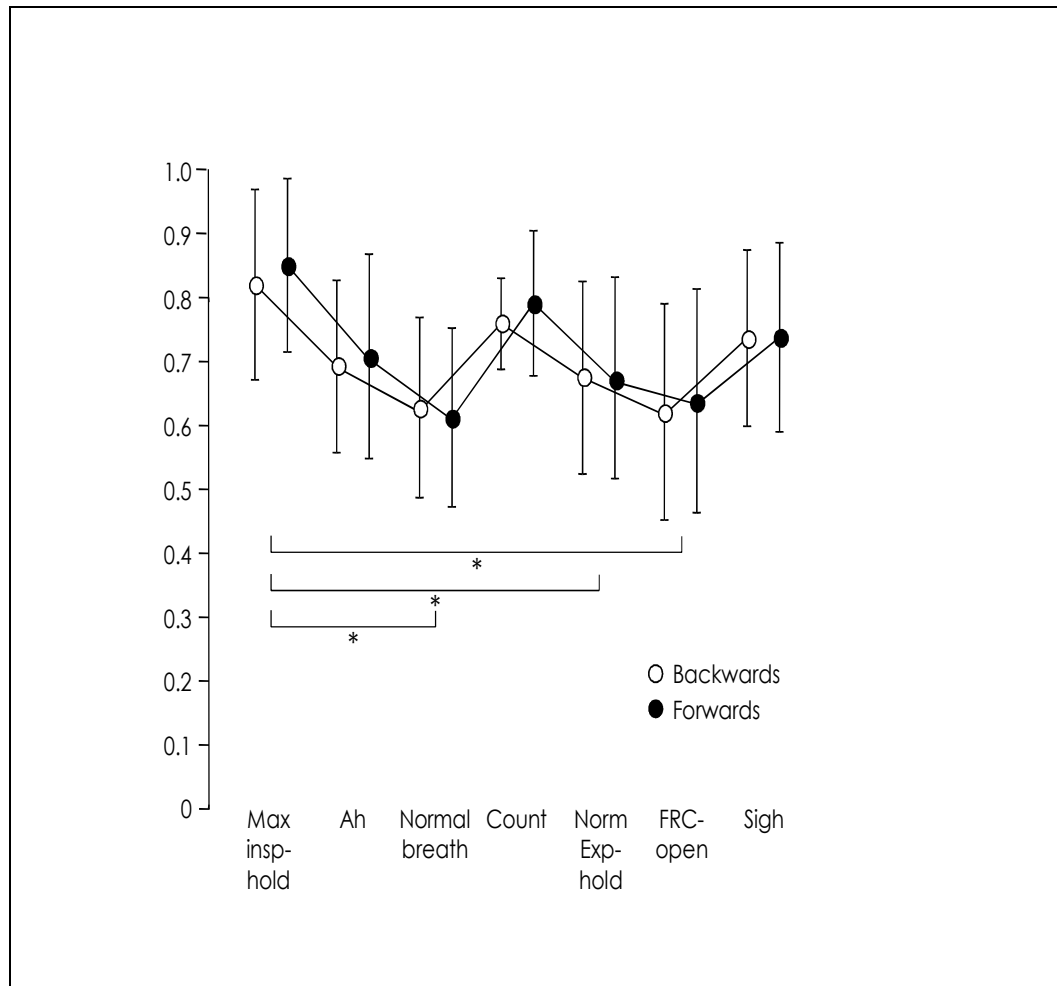 1.0
0.9
0.8
0.7
0.6
0.5
0.4
*
*
0.3
*
0.2
0.1
0
Backwards
Forwards
Max insp-hold
Ah
Normal breath
Count
Norm Exp-hold
FRC-open
Sigh